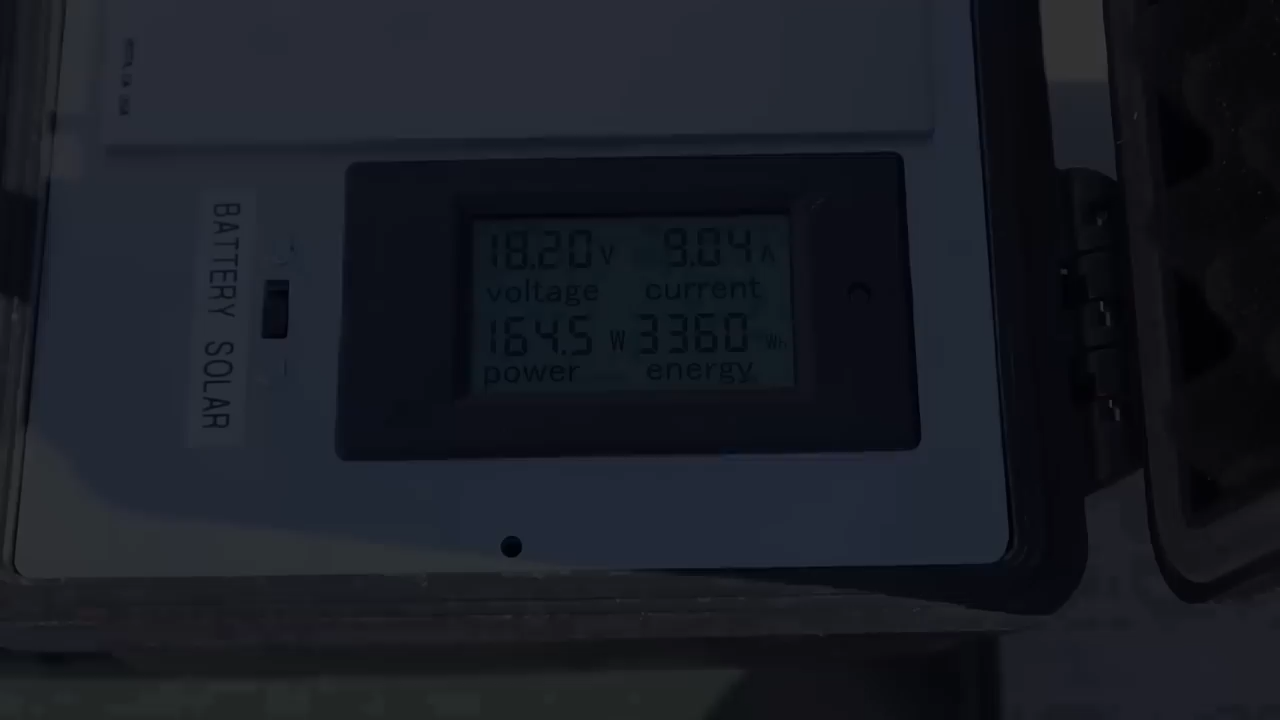 BATTERY SOLAR
18.20 V 9.04 A
voltage current
164.5 W 3360 Wh
power energy